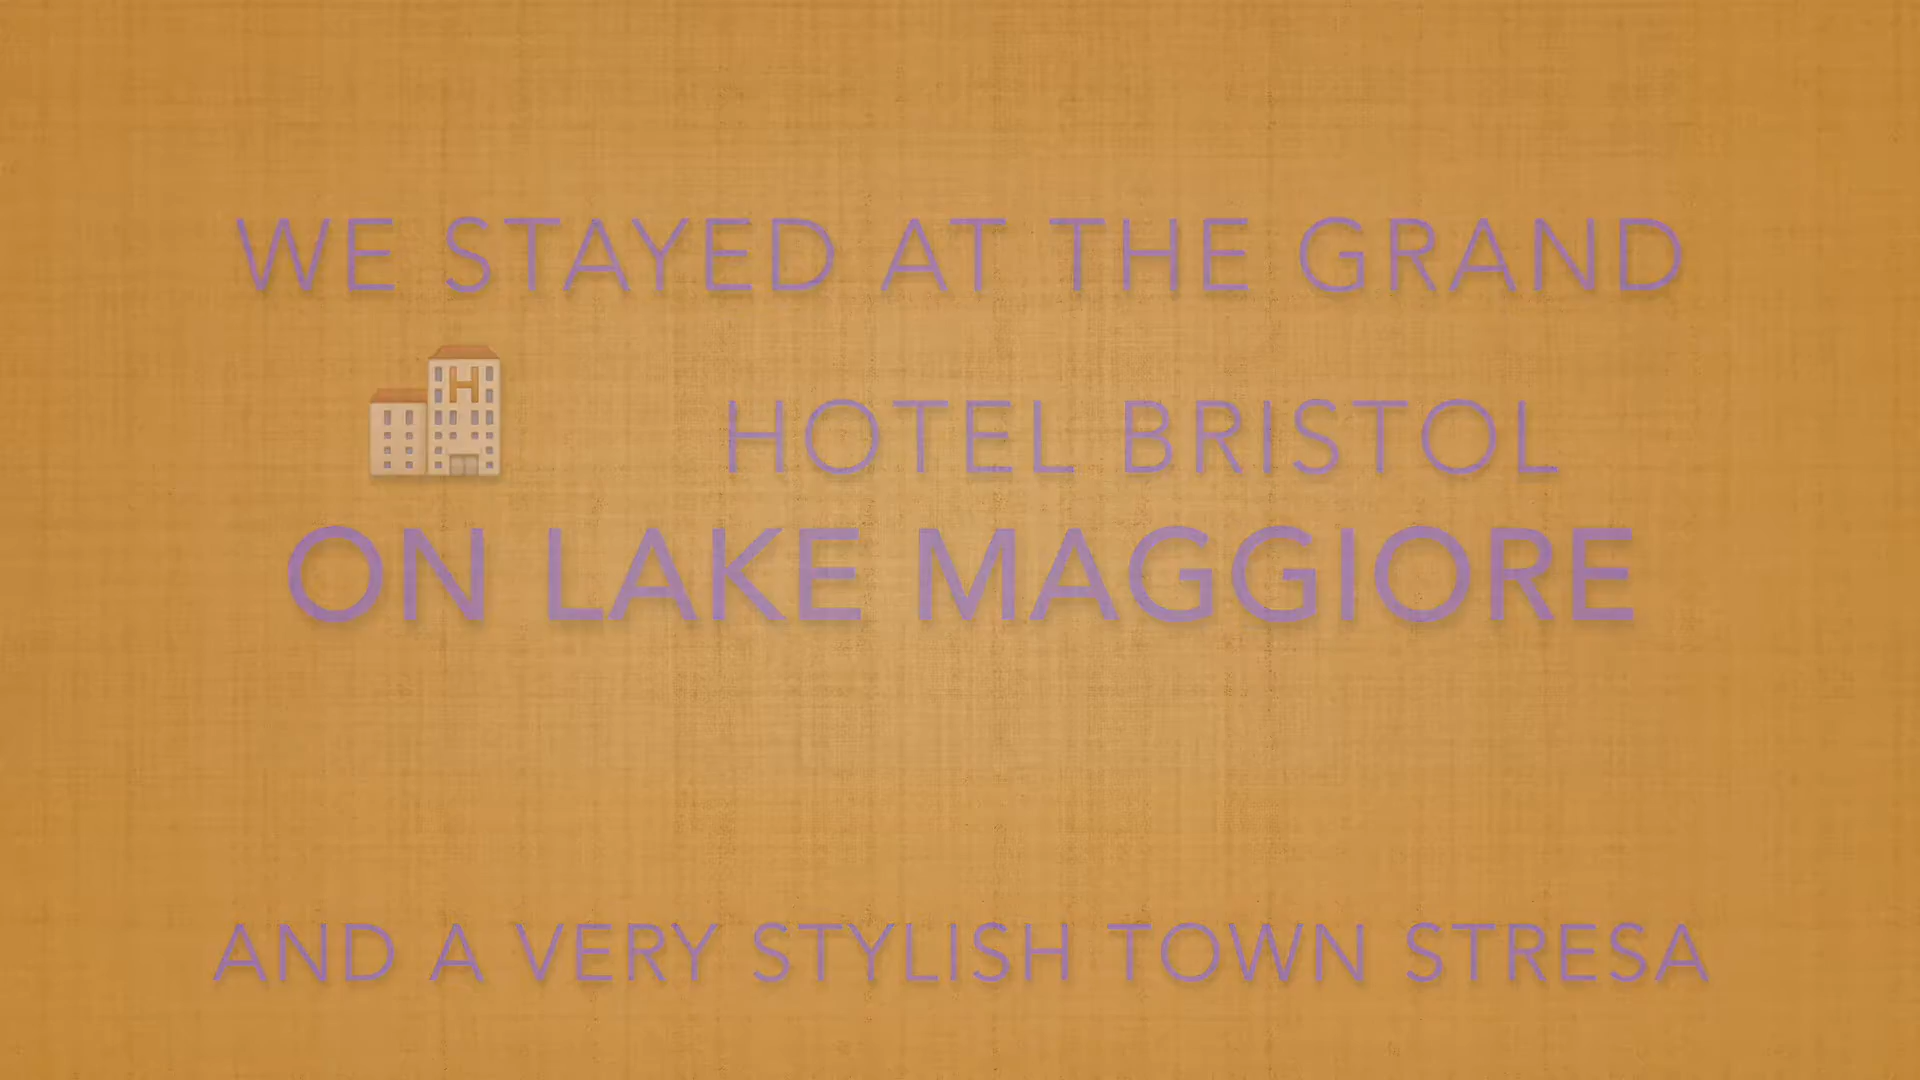 WE STAYED AT THE GRAND
🏨 HOTEL BRISTOL
ON LAKE MAGGIORE
AND A VERY STYLISH TOWN STRESA